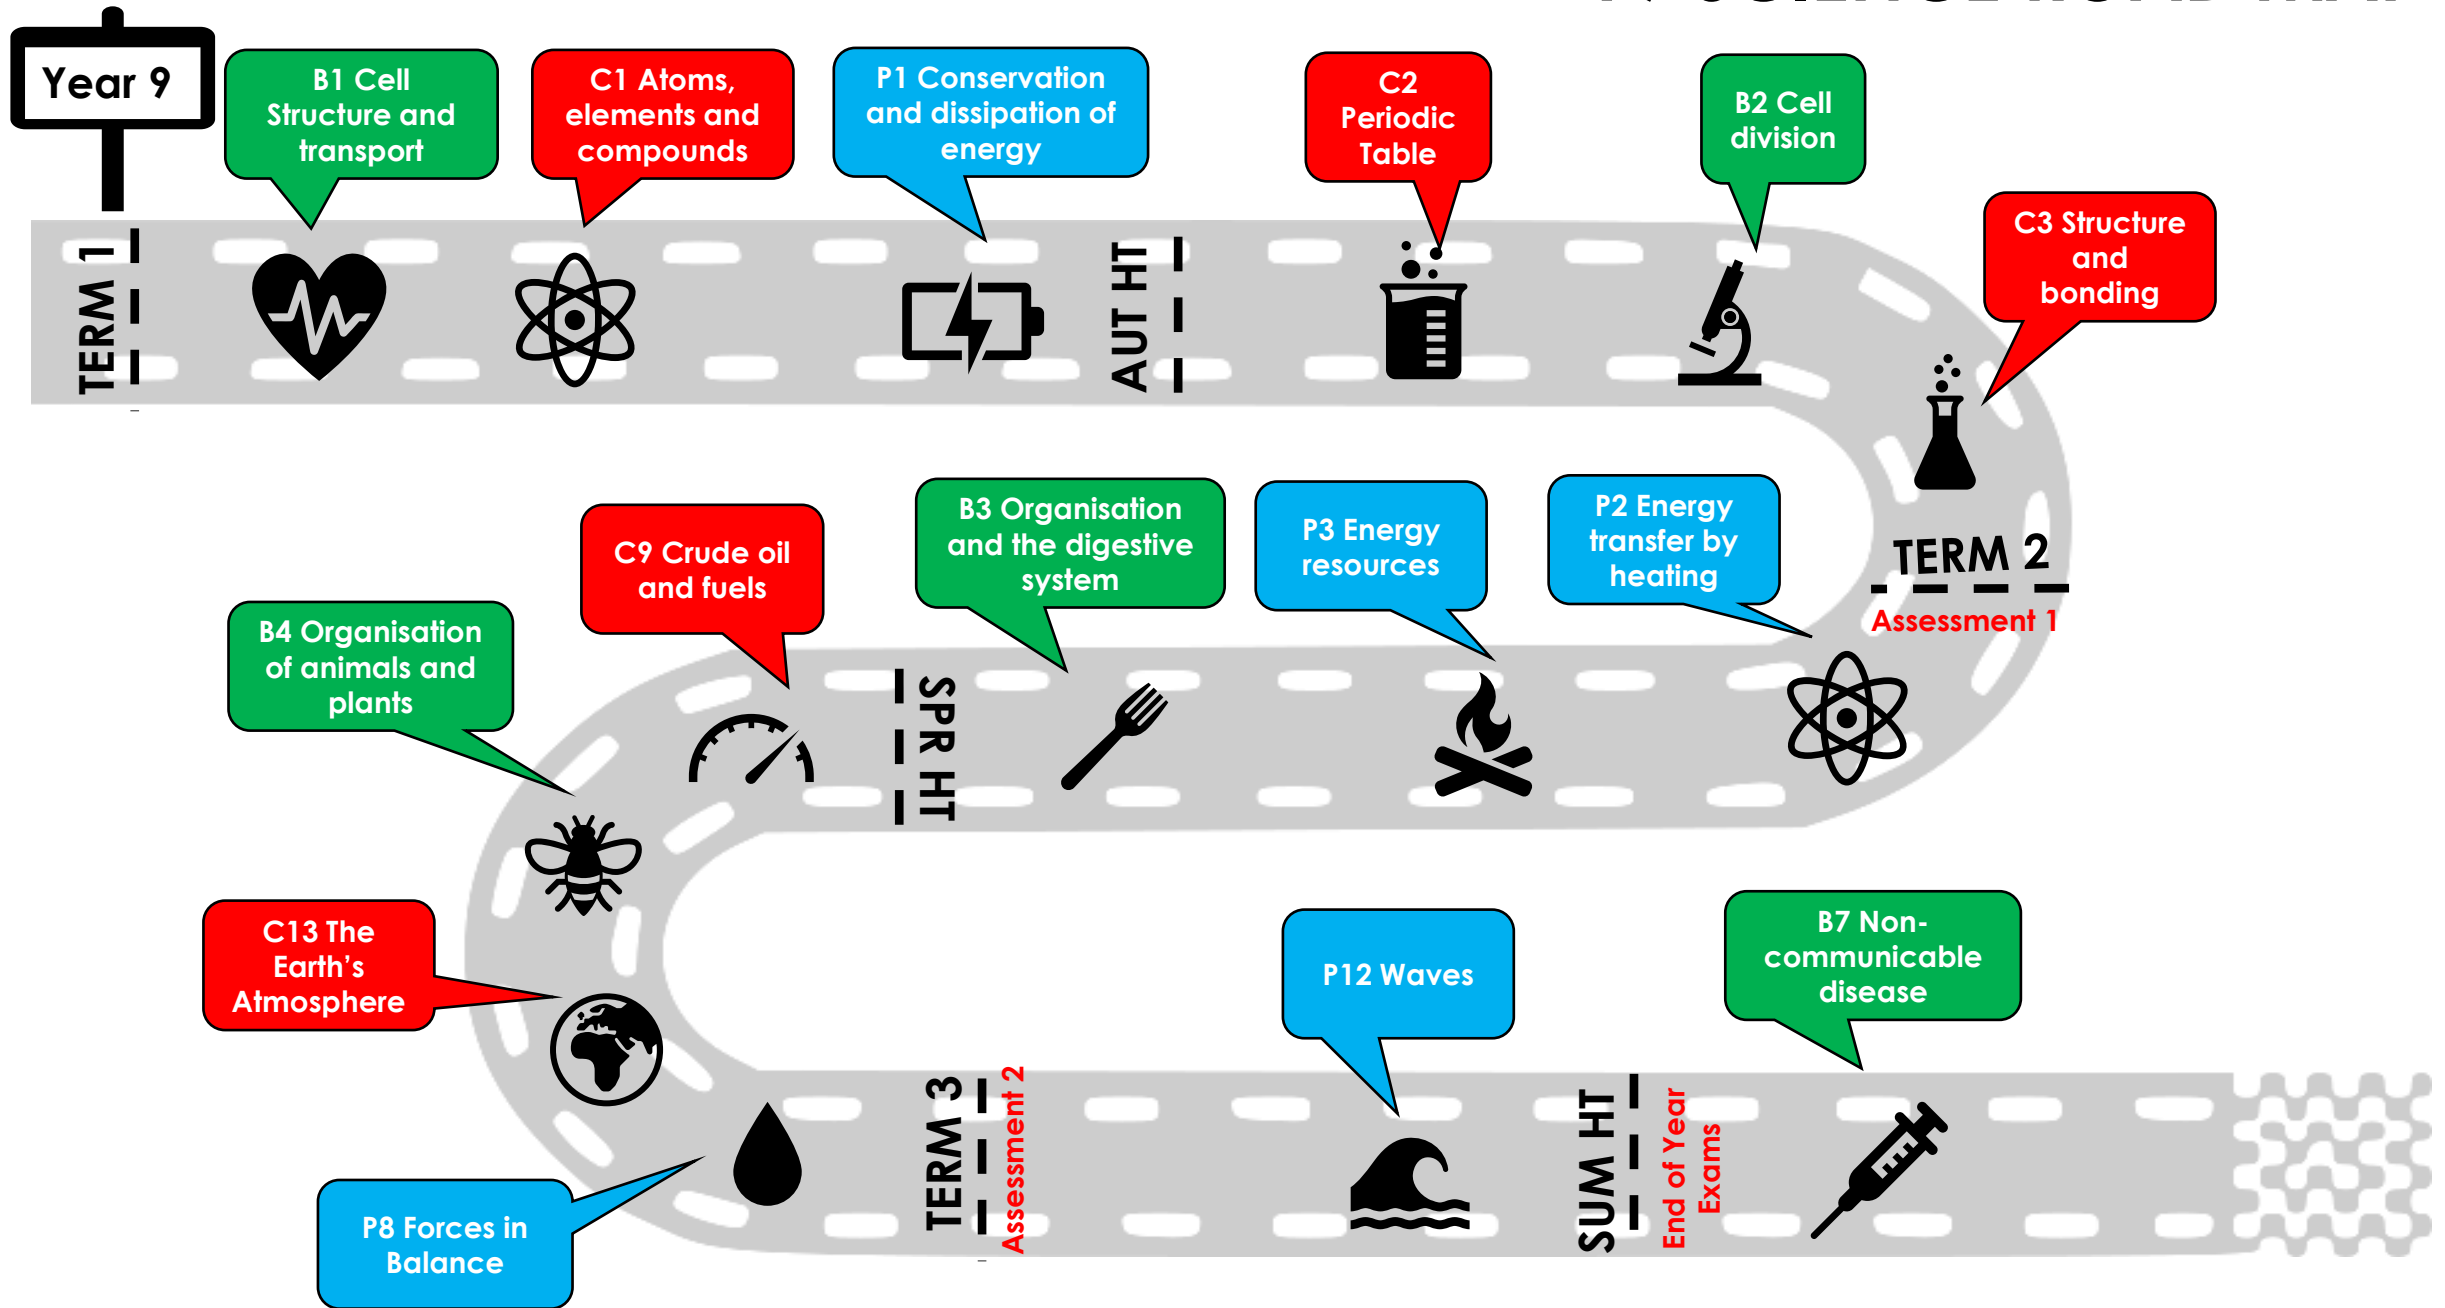 Year 9
B1 Cell
Structure and
transport
C1 Atoms,
elements and
compounds
P1 Conservation
and dissipation of
energy
C2
Periodic
Table
B2 Cell
division
C3 Structure
and
bonding
TERM 1
AUT HT
TERM 2
Assessment 1
P2 Energy
transfer by
heating
P3 Energy
resources
B3 Organisation
and the digestive
system
SPR HT
C9 Crude oil
and fuels
B4 Organisation
of animals and
plants
C13 The
Earth's
Atmosphere
P8 Forces in
Balance
TERM 3
Assessment 2
P12 Waves
SUM HT
End of Year
Exams
B7 Non-
communicable
disease